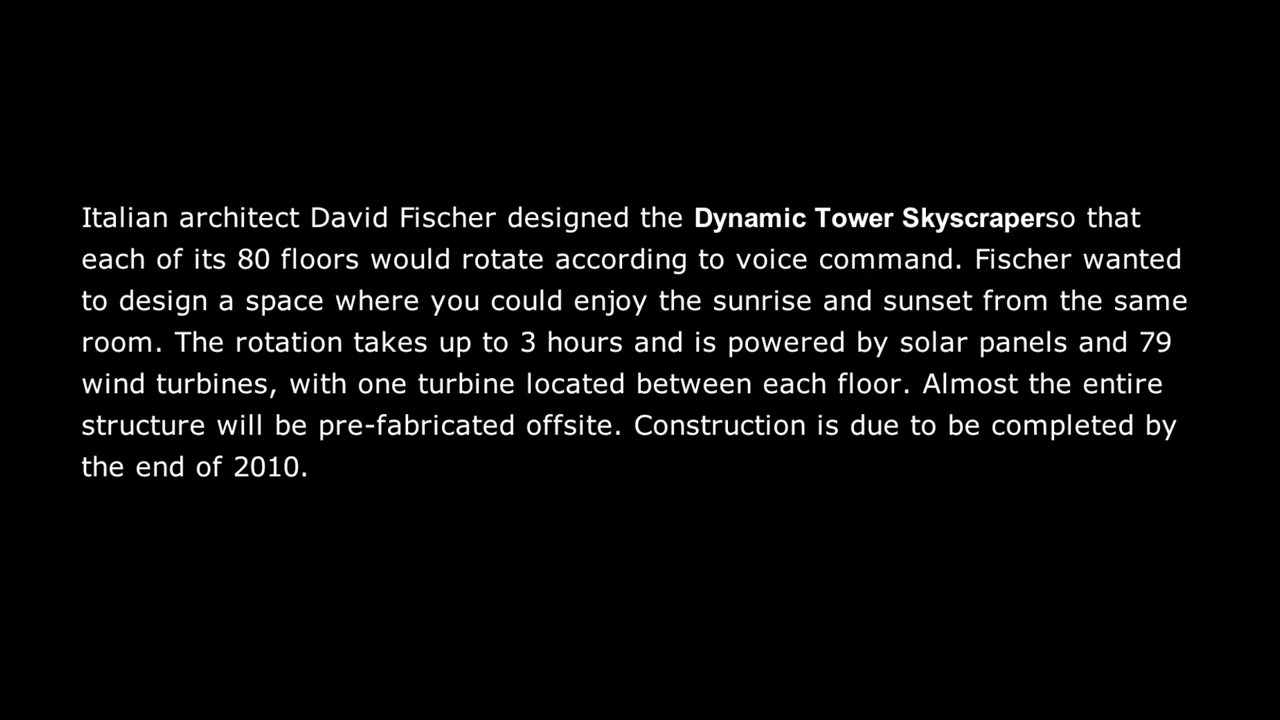 Italian architect David Fischer designed the Dynamic Tower Skyscraperso that
each of its 80 floors would rotate according to voice command. Fischer wanted
to design a space where you could enjoy the sunrise and sunset from the same
room. The rotation takes up to 3 hours and is powered by solar panels and 79
wind turbines, with one turbine located between each floor. Almost the entire
structure will be pre-fabricated offsite. Construction is due to be completed by
the end of 2010.